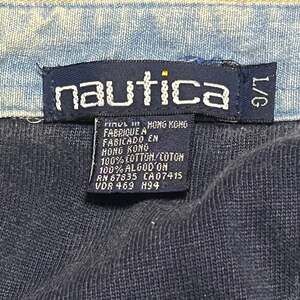 nautica
L/G
MADE IN HONG KONG
FABRIQUE A
FABRICADO EN
HONG KONG
100% COTTON/COTON
100% ALGODON
RN 67835 CA07415
VDR 469 H94